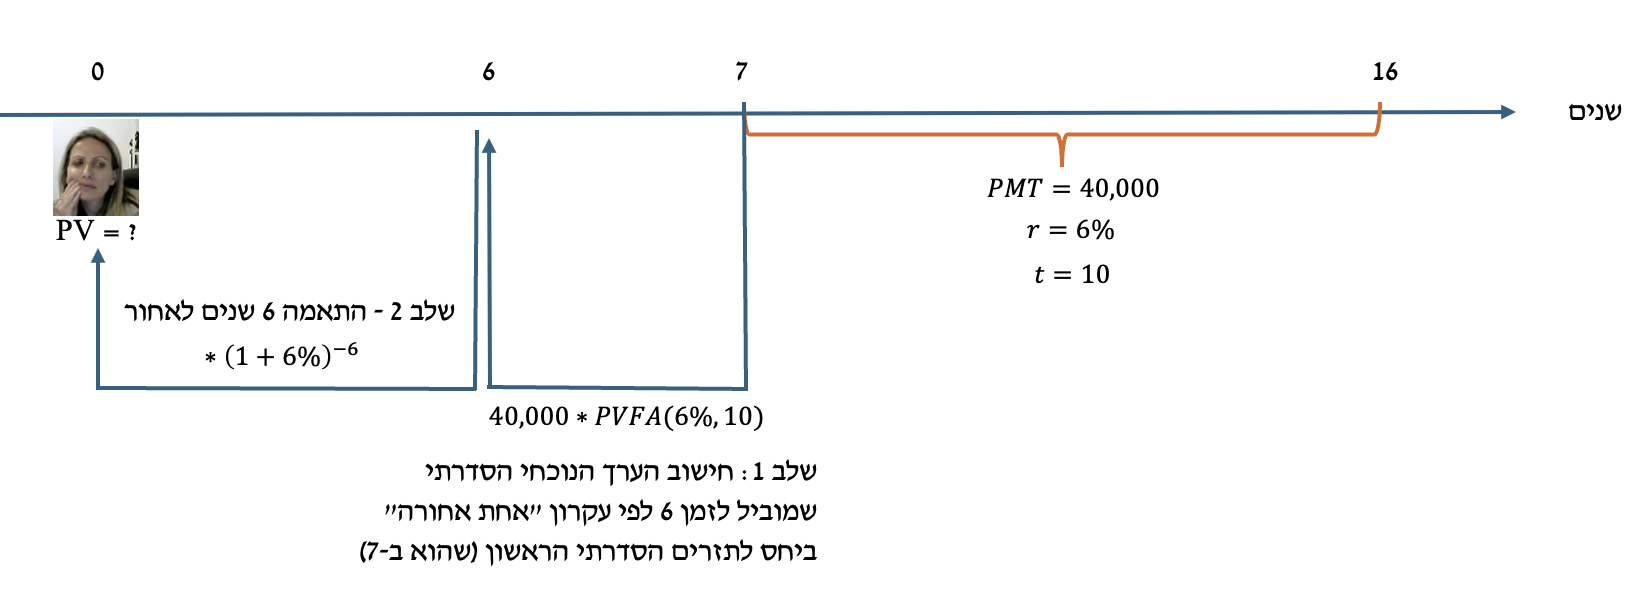 0
6
7
16
שנים
PV = ?
PMT = 40,000
r = 6%
t = 10
שלב 2 - התאמה 6 שנים לאחור
* (1 + 6%)⁻⁶
40,000 * PVFA(6%, 10)
שלב 1: חישוב הערך הנוכחי הסדרתי
שמוביל לזמן 6 לפי עקרון "אחת אחורה"
ביחס לתזרים הסדרתי הראשון (שהוא ב-7)